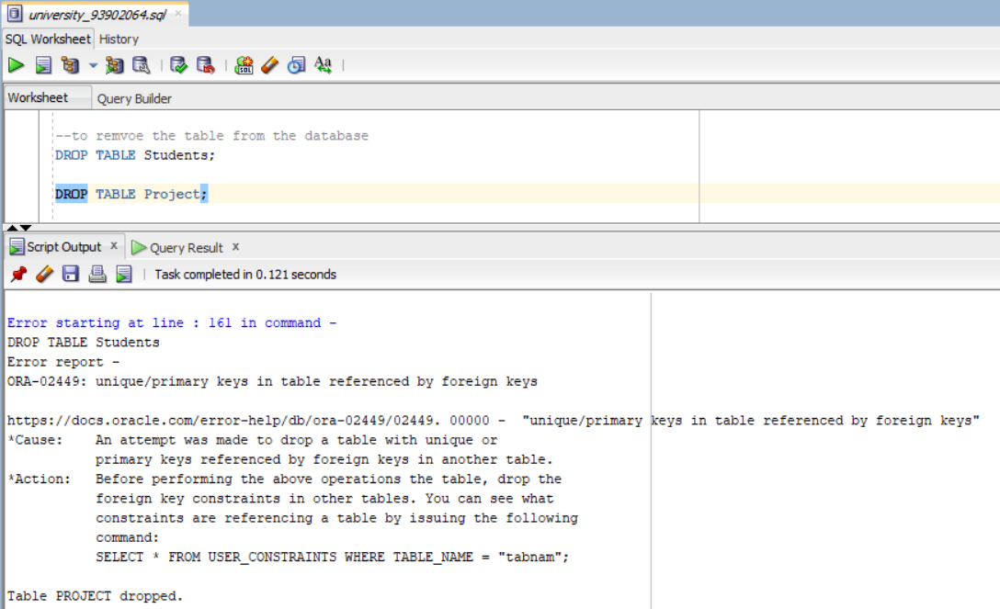 university_93902064.sql ×
SQL Worksheet History
SQL
Aa
Worksheet Query Builder
--to remvoe the table from the database
DROP TABLE Students;
DROP TABLE Project;
Script Output x Query Result x
Task completed in 0.121 seconds
Error starting at line : 161 in command -
DROP TABLE Students
Error report -
ORA-02449: unique/primary keys in table referenced by foreign keys
https://docs.oracle.com/error-help/db/ora-02449/02449. 00000 - "unique/primary keys in table referenced by foreign keys"
*Cause: An attempt was made to drop a table with unique or
primary keys referenced by foreign keys in another table.
*Action: Before performing the above operations the table, drop the
foreign key constraints in other tables. You can see what
constraints are referencing a table by issuing the following
command:
SELECT * FROM USER_CONSTRAINTS WHERE TABLE_NAME = "tabnam";
Table PROJECT dropped.